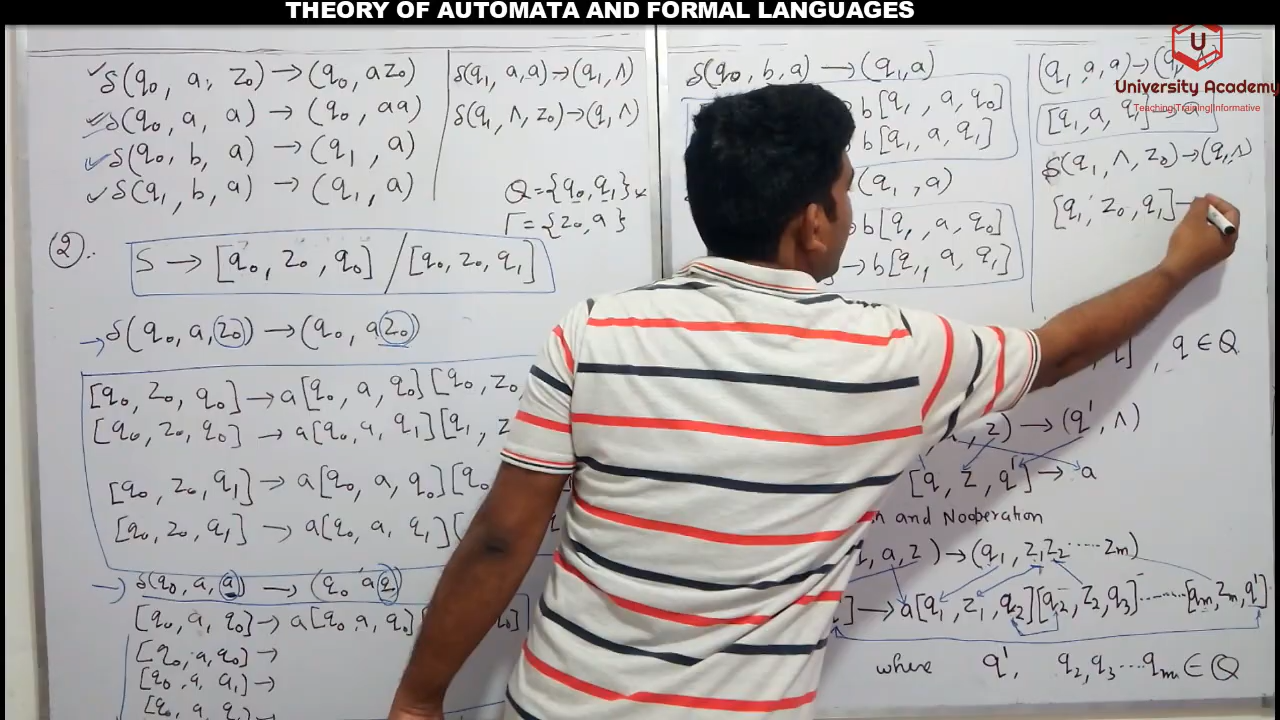 THEORY OF AUTOMATA AND FORMAL LANGUAGES
U
University Academy
Teaching|Training|Informative
δ(q₀, a, z₀) → (q₀, az₀)
δ(q₀, a, a) → (q₀, aa)
δ(q₀, b, a) → (q₁, a)
δ(q₁, b, a) → (q₁, a)
δ(q₁, a, a) → (q₁, Λ)
δ(q₁, Λ, z₀) → (q₁, Λ)
Q = {q₀, q₁}
Γ = {z₀, a}
②.
S → [q₀, z₀, q₀] / [q₀, z₀, q₁]
→ δ(q₀, a, z₀) → (q₀, az₀)
[q₀, z₀, q₀] → a[q₀, a, q₀][q₀, z₀
[q₀, z₀, q₀] → a[q₀, a, q₁][q₁, z
[q₀, z₀, q₁] → a[q₀, a, q₀][q₀
[q₀, z₀, q₁] → a[q₀, a, q₁][
→ δ(q₀, a, a) → (q₀ a a)
[q₀, a, q₀] → a[q₀ a, q₀][ q₀]
[q₀, a, q₀] →
[q₀, a, q₁] →
[q₀, a, q₁] →
δ(q₀, b, a) → (q₁, a)
b[q₁, a, q₀]
b[q₁, a, q₁]
(q₁, a)
b[q₁, a, q₀]
→ b[q₁, a, q₁]
(q₁, a, a) → (q₁, Λ)
[q₁, a, q₁] → a
δ(q₁, Λ, z₀) → (q₁, Λ)
[q₁, z₀, q₁] →
], q ∈ Q
, z) → (q', Λ)
[q, z, q'] → a
and Nooperation
, a, z) → (q₁, z₁z₂ ..... zₘ)
] → a[q₁, z₁, q₂][q₂, z₂, q₃] ........ [qₘ, zₘ, q']
where q', q₂, q₃ ... qₘ ∈ Q